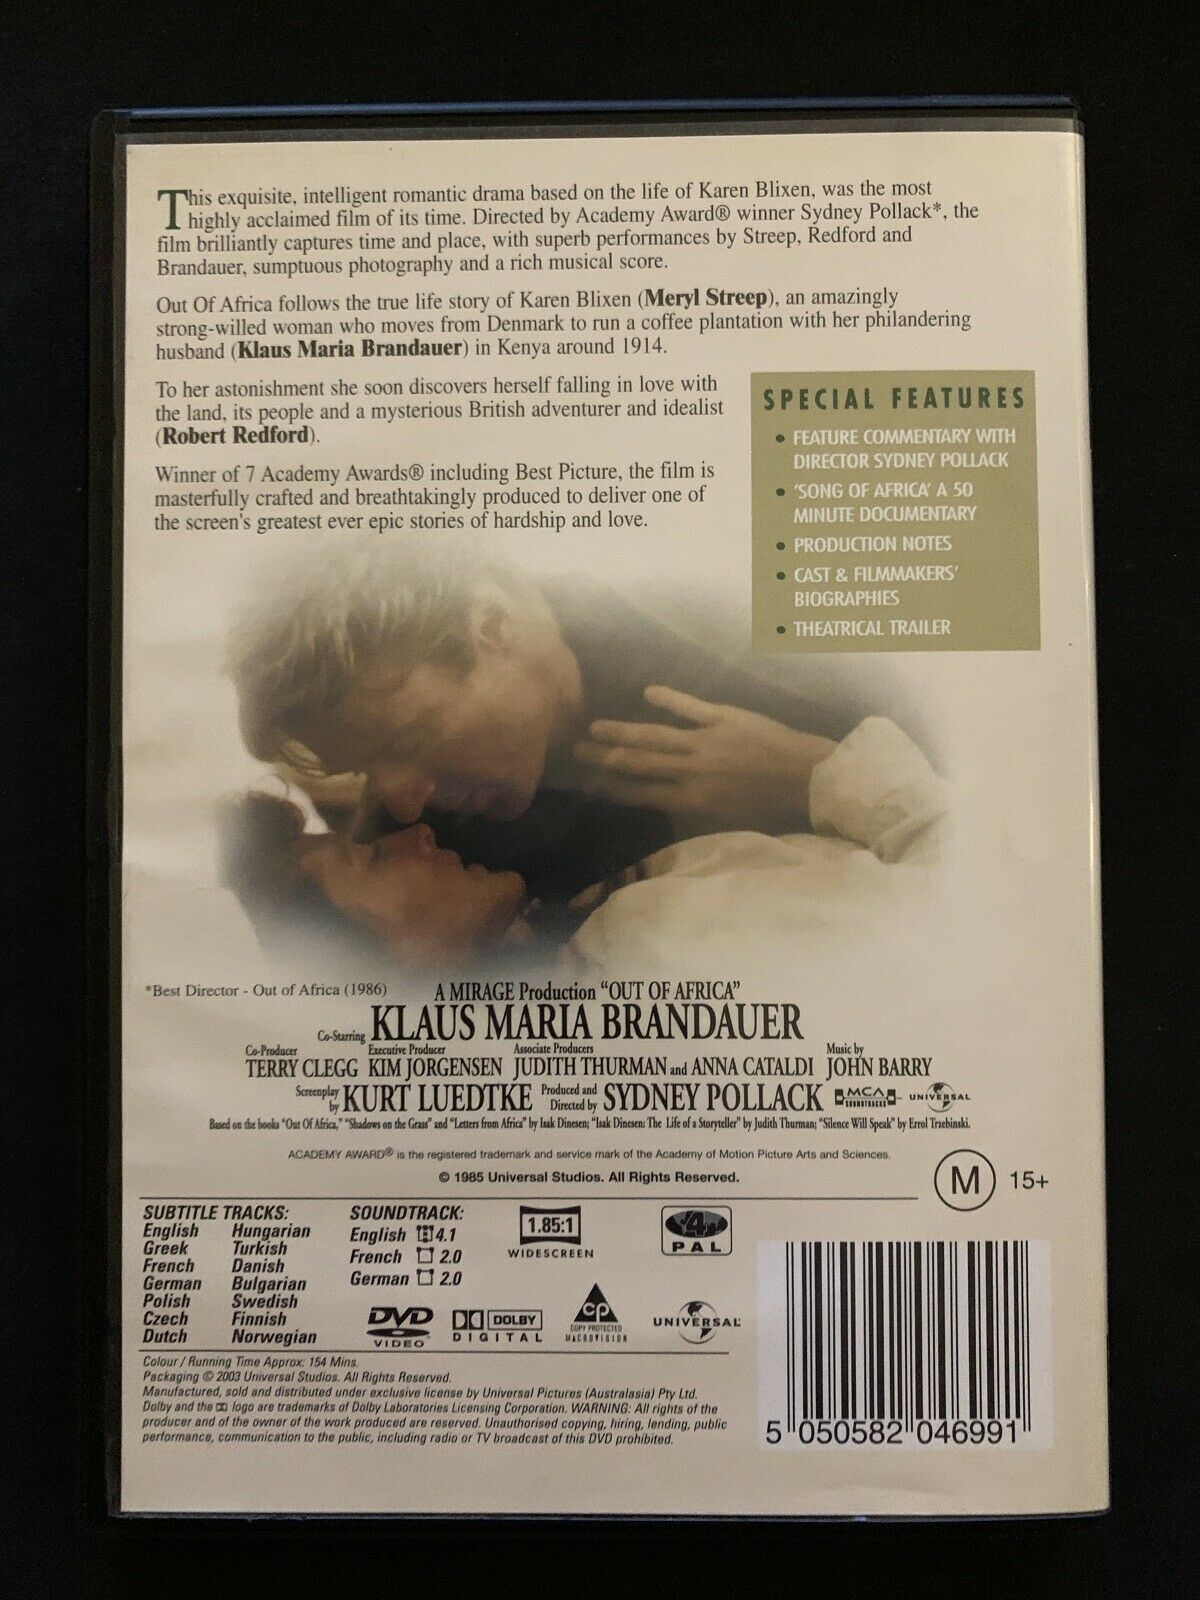 This exquisite, intelligent romantic drama based on the life of Karen Blixen, was the most
highly acclaimed film of its time. Directed by Academy Award® winner Sydney Pollack*, the
film brilliantly captures time and place, with superb performances by Streep, Redford and
Brandauer, sumptuous photography and a rich musical score.
Out Of Africa follows the true life story of Karen Blixen (Meryl Streep), an amazingly
strong-willed woman who moves from Denmark to run a coffee plantation with her philandering
husband (Klaus Maria Brandauer) in Kenya around 1914.
To her astonishment she soon discovers herself falling in love with
the land, its people and a mysterious British adventurer and idealist
(Robert Redford).
Winner of 7 Academy Awards® including Best Picture, the film is
masterfully crafted and breathtakingly produced to deliver one of
the screen's greatest ever epic stories of hardship and love.
SPECIAL FEATURES
• FEATURE COMMENTARY WITH
DIRECTOR SYDNEY POLLACK
• 'SONG OF AFRICA' A 50
MINUTE DOCUMENTARY
• PRODUCTION NOTES
• CAST & FILMMAKERS'
BIOGRAPHIES
• THEATRICAL TRAILER
*Best Director - Out of Africa (1986)
A MIRAGE Production "OUT OF AFRICA"
Co-Starring KLAUS MARIA BRANDAUER
Co-Producer TERRY CLEGG Executive Producer KIM JORGENSEN Associate Producers JUDITH THURMAN and ANNA CATALDI Music by JOHN BARRY
Screenplay by KURT LUEDTKE Produced and Directed by SYDNEY POLLACK MCA SOUNDTRACKS UNIVERSAL
Based on the books "Out Of Africa," "Shadows on the Grass" and "Letters from Africa" by Isak Dinesen; "Isak Dinesen: The Life of a Storyteller" by Judith Thurman; "Silence Will Speak" by Errol Trzebinski.
ACADEMY AWARD® is the registered trademark and service mark of the Academy of Motion Picture Arts and Sciences.
© 1985 Universal Studios. All Rights Reserved.
M 15+
SUBTITLE TRACKS:
English Hungarian
Greek Turkish
French Danish
German Bulgarian
Polish Swedish
Czech Finnish
Dutch Norwegian
SOUNDTRACK:
English 4.1
French 2.0
German 2.0
1.85:1
WIDESCREEN
4
PAL
DVD
VIDEO
DOLBY
DIGITAL
cp
COPY PROTECTED
MACROVISION
UNIVERSAL
Colour / Running Time Approx: 154 Mins.
Packaging © 2003 Universal Studios. All Rights Reserved.
Manufactured, sold and distributed under exclusive license by Universal Pictures (Australasia) Pty Ltd.
Dolby and the logo are trademarks of Dolby Laboratories Licensing Corporation. WARNING: All rights of the
producer and of the owner of the work produced are reserved. Unauthorised copying, hiring, lending, public
performance, communication to the public, including radio or TV broadcast of this DVD prohibited.
5 050582 046991